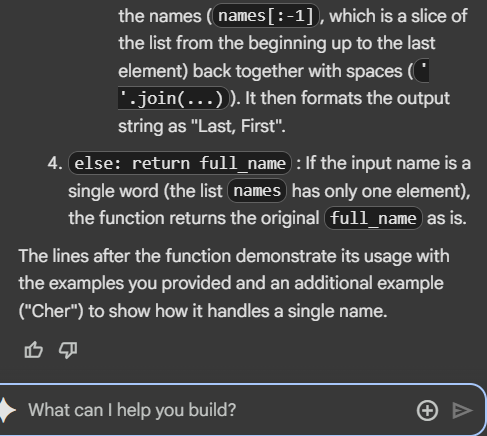 the names (names[:-1], which is a slice of
the list from the beginning up to the last
element) back together with spaces ('
'.join(...)). It then formats the output
string as "Last, First".
4. else: return full_name : If the input name is a
single word (the list names has only one element),
the function returns the original full_name as is.
The lines after the function demonstrate its usage with
the examples you provided and an additional example
("Cher") to show how it handles a single name.
What can I help you build?